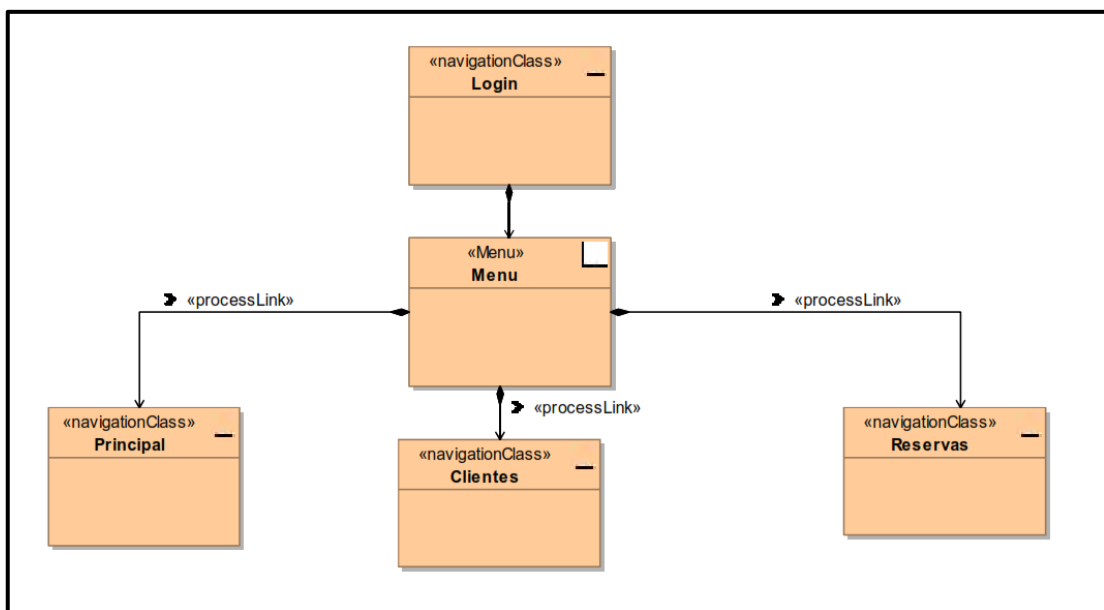 «navigationClass»
Login
«Menu»
Menu
«processLink»
«processLink»
«processLink»
«navigationClass»
Principal
«navigationClass»
Clientes
«navigationClass»
Reservas